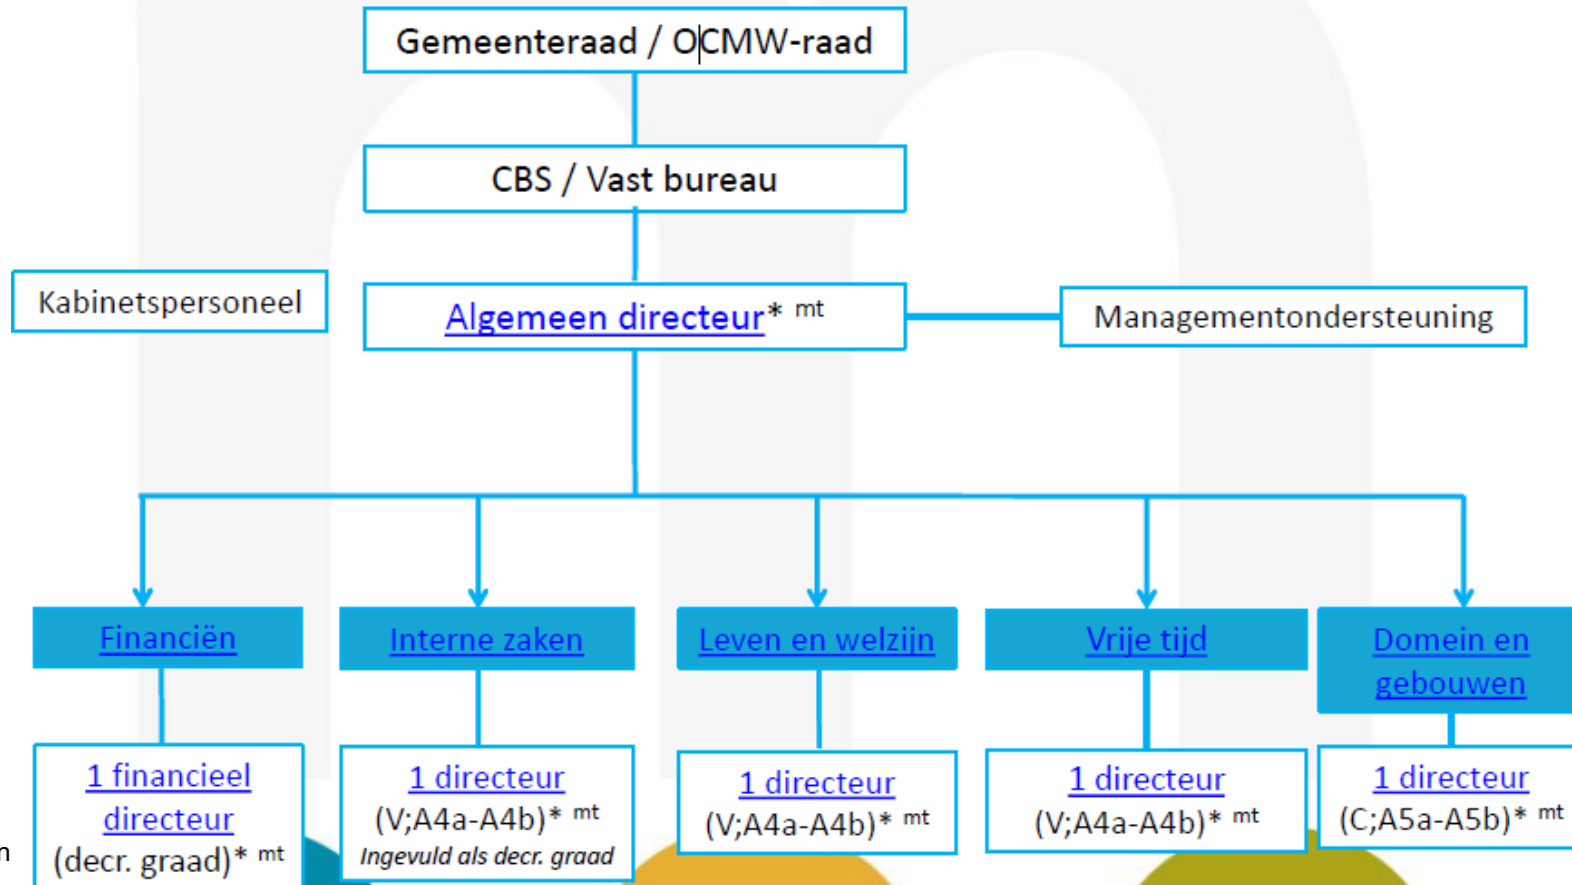 Gemeenteraad / OCMW-raad
CBS / Vast bureau
Kabinetspersoneel
Algemeen directeur* mt
Managementondersteuning
Financiën
Interne zaken
Leven en welzijn
Vrije tijd
Domein en
gebouwen
1 financieel
directeur
(decr. graad)* mt
1 directeur
(V;A4a-A4b)* mt
Ingevuld als decr. graad
1 directeur
(V;A4a-A4b)* mt
1 directeur
(V;A4a-A4b)* mt
1 directeur
(C;A5a-A5b)* mt
n